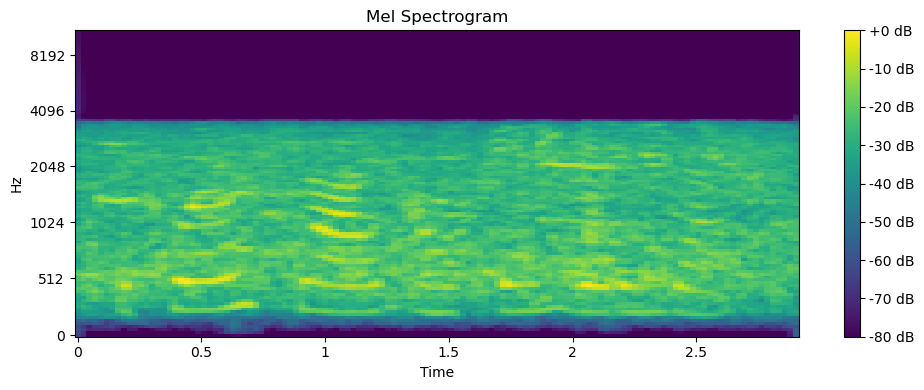 Mel Spectrogram
8192
4096
2048
1024
512
0
Hz
0
0.5
1
1.5
2
2.5
Time
+0 dB
-10 dB
-20 dB
-30 dB
-40 dB
-50 dB
-60 dB
-70 dB
-80 dB